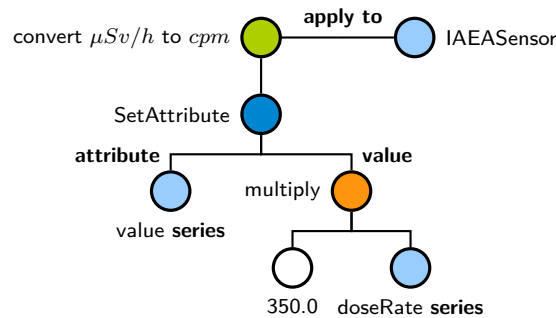 apply to
convert μSv/h to cpm
IAEASensor
SetAttribute
attribute
value
multiply
value series
350.0
doseRate series